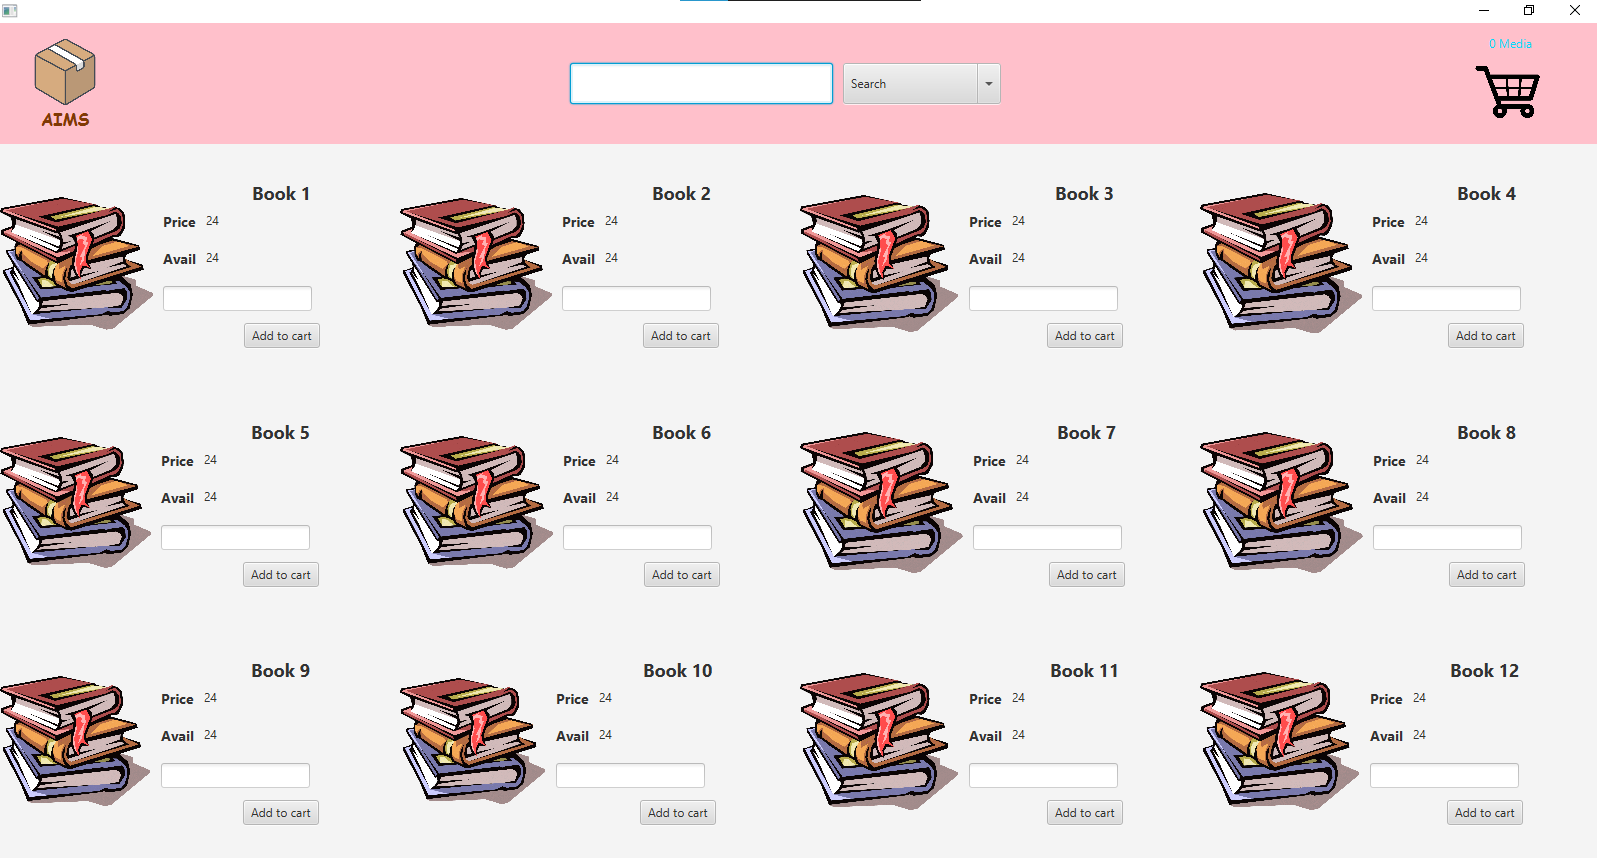 0 Media
Search
AIMS
Book 1
Price 24
Avail 24
Add to cart
Book 2
Price 24
Avail 24
Add to cart
Book 3
Price 24
Avail 24
Add to cart
Book 4
Price 24
Avail 24
Add to cart
Book 5
Price 24
Avail 24
Add to cart
Book 6
Price 24
Avail 24
Add to cart
Book 7
Price 24
Avail 24
Add to cart
Book 8
Price 24
Avail 24
Add to cart
Book 9
Price 24
Avail 24
Add to cart
Book 10
Price 24
Avail 24
Add to cart
Book 11
Price 24
Avail 24
Add to cart
Book 12
Price 24
Avail 24
Add to cart